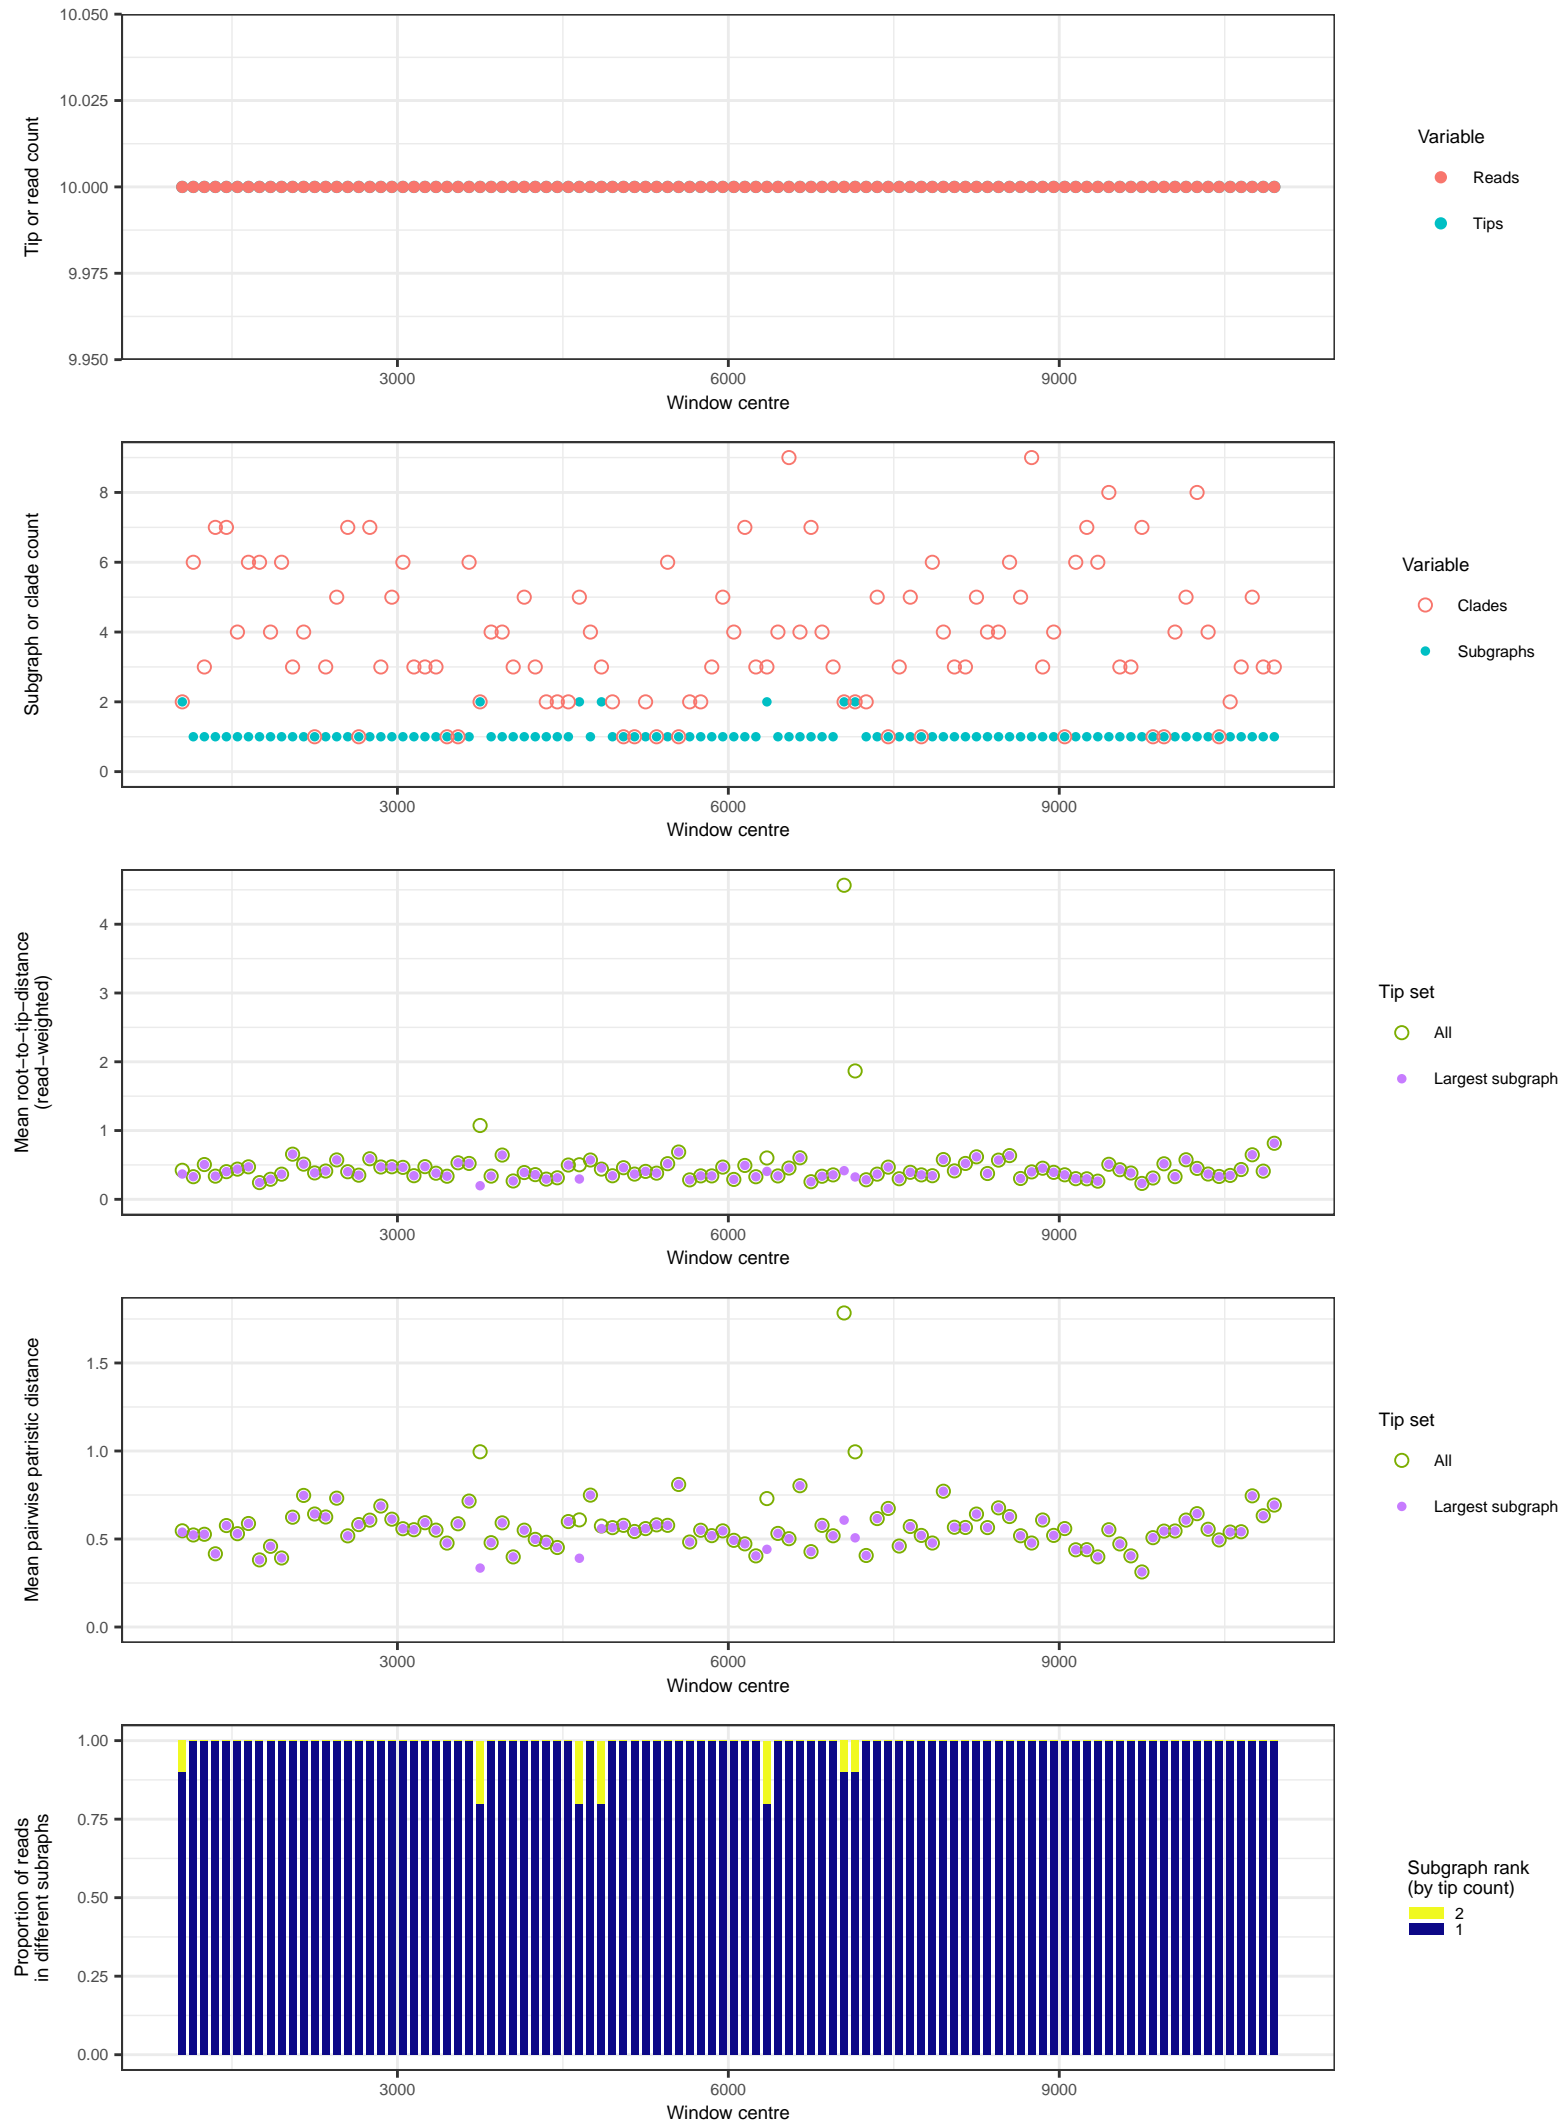 10.050
10.025
10.000
9.975
9.950
Tip or read count
3000
6000
9000
Window centre
Variable
Reads
Tips
8
6
4
2
0
Subgraph or clade count
3000
6000
9000
Window centre
Variable
Clades
Subgraphs
4
3
2
1
0
Mean root−to−tip−distance
(read−weighted)
3000
6000
9000
Window centre
Tip set
All
Largest subgraph
1.5
1.0
0.5
0.0
Mean pairwise patristic distance
3000
6000
9000
Window centre
Tip set
All
Largest subgraph
1.00
0.75
0.50
0.25
0.00
Proportion of reads
in different subraphs
3000
6000
9000
Window centre
Subgraph rank
(by tip count)
2
1